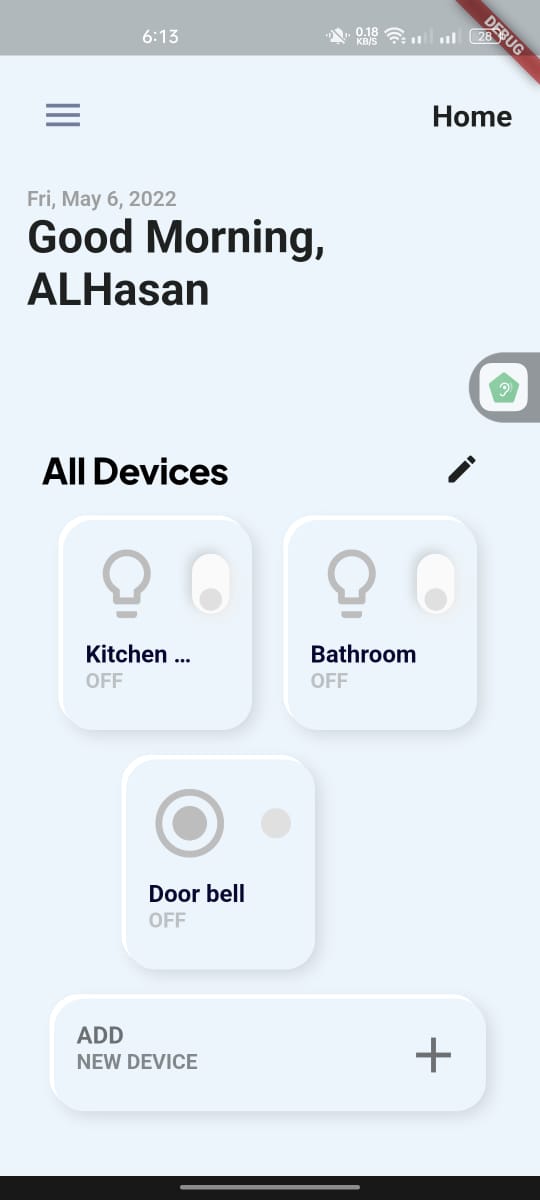 6:13
0.18
KB/S
28
DEBUG
Home
Fri, May 6, 2022
Good Morning,
ALHasan
All Devices
Kitchen ...
OFF
Bathroom
OFF
Door bell
OFF
ADD
NEW DEVICE